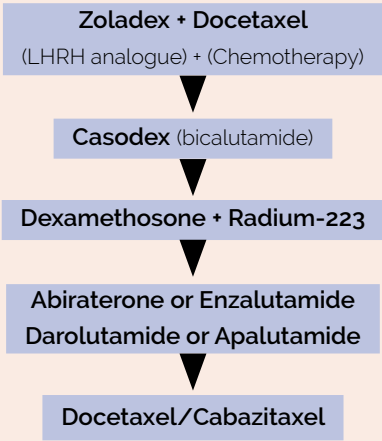 Zoladex + Docetaxel
(LHRH analogue) + (Chemotherapy)
Casodex (bicalutamide)
Dexamethosone + Radium-223
Abiraterone or Enzalutamide
Darolutamide or Apalutamide
Docetaxel/Cabazitaxel